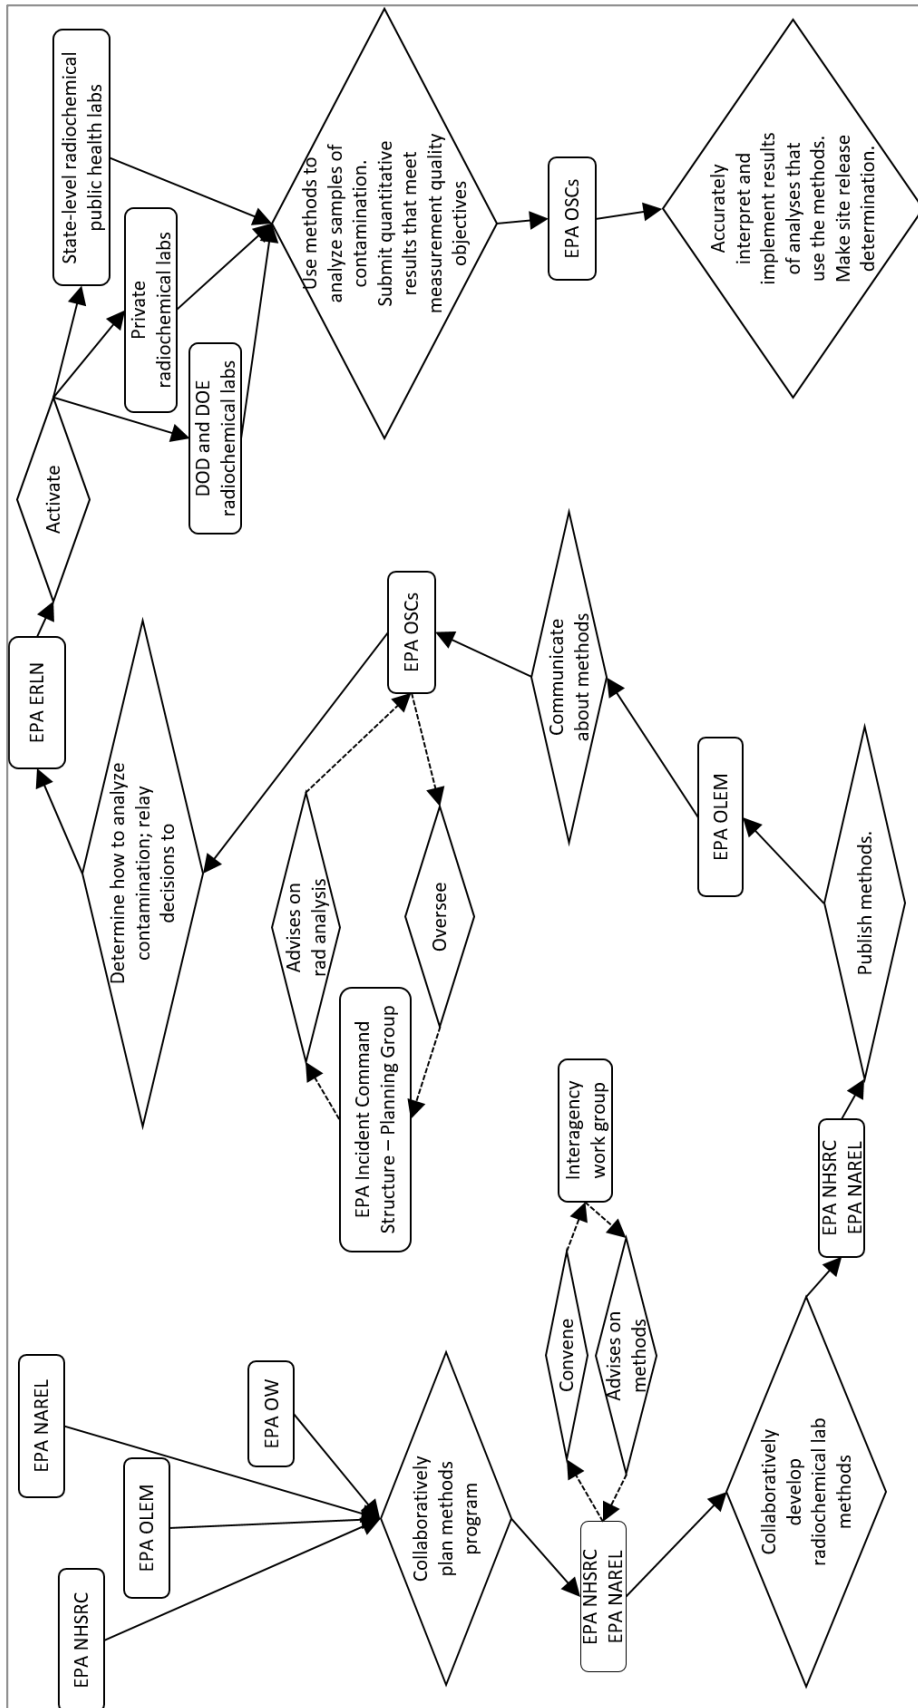 EPA NHSRC
EPA OLEM
EPA NAREL
EPA OW
Collaboratively
plan methods
program
EPA NHSRC
EPA NAREL
Convene
Advises on
methods
Interagency
work group
Collaboratively
develop
radiochemical lab
methods
EPA NHSRC
EPA NAREL
Publish methods.
EPA OLEM
Communicate
about methods
EPA OSCs
Oversee
EPA Incident Command
Structure – Planning Group
Advises on
rad analysis
Determine how to analyze
contamination; relay
decisions to
EPA ERLN
Activate
State-level radiochemical
public health labs
Private
radiochemical labs
DOD and DOE
radiochemical labs
Use methods to
analyze samples of
contamination.
Submit quantitative
results that meet
measurement quality
objectives
EPA OSCs
Accurately
interpret and
implement results
of analyses that
use the methods.
Make site release
determination.